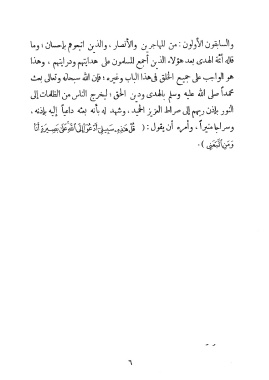 والسابقون الأولون : من المهاجرين والأنصار ، والذين اتبعوهم بإحسان ؛ وما
قاله أئمة الهدى بعد هؤلاء الذين أجمع المسلمون على هدايتهم ودرايتهم ، وهذا
هو الواجب على جميع الخلق في هذا الباب وغيره ؛ فإن الله سبحانه وتعالى بعث
محمداً صلى الله عليه وسلم بالهدى ودين الحق ؛ ليخرج الناس من الظلمات إلى
النور بإذن ربهم إلى صراط العزيز الحميد ، وشهد له بأنه بعثه داعياً إليه بإذنه ،
وسراجاً منيراً ، وأمره أن يقول : ( قُلْ هَٰذِهِ سَبِيلِي أَدْعُو إِلَى اللَّهِ عَلَىٰ بَصِيرَةٍ أَنَا
وَمَنِ اتَّبَعَنِي ) .
٦